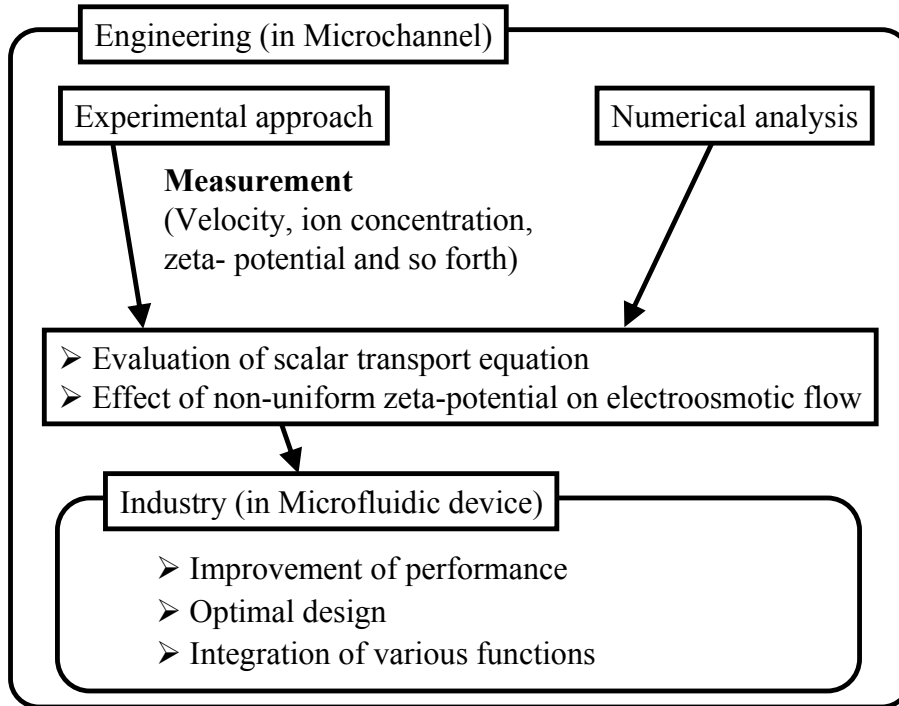 Engineering (in Microchannel)
Experimental approach
Numerical analysis
Measurement
(Velocity, ion concentration,
zeta- potential and so forth)
➢ Evaluation of scalar transport equation
➢ Effect of non-uniform zeta-potential on electroosmotic flow
Industry (in Microfluidic device)
➢ Improvement of performance
➢ Optimal design
➢ Integration of various functions